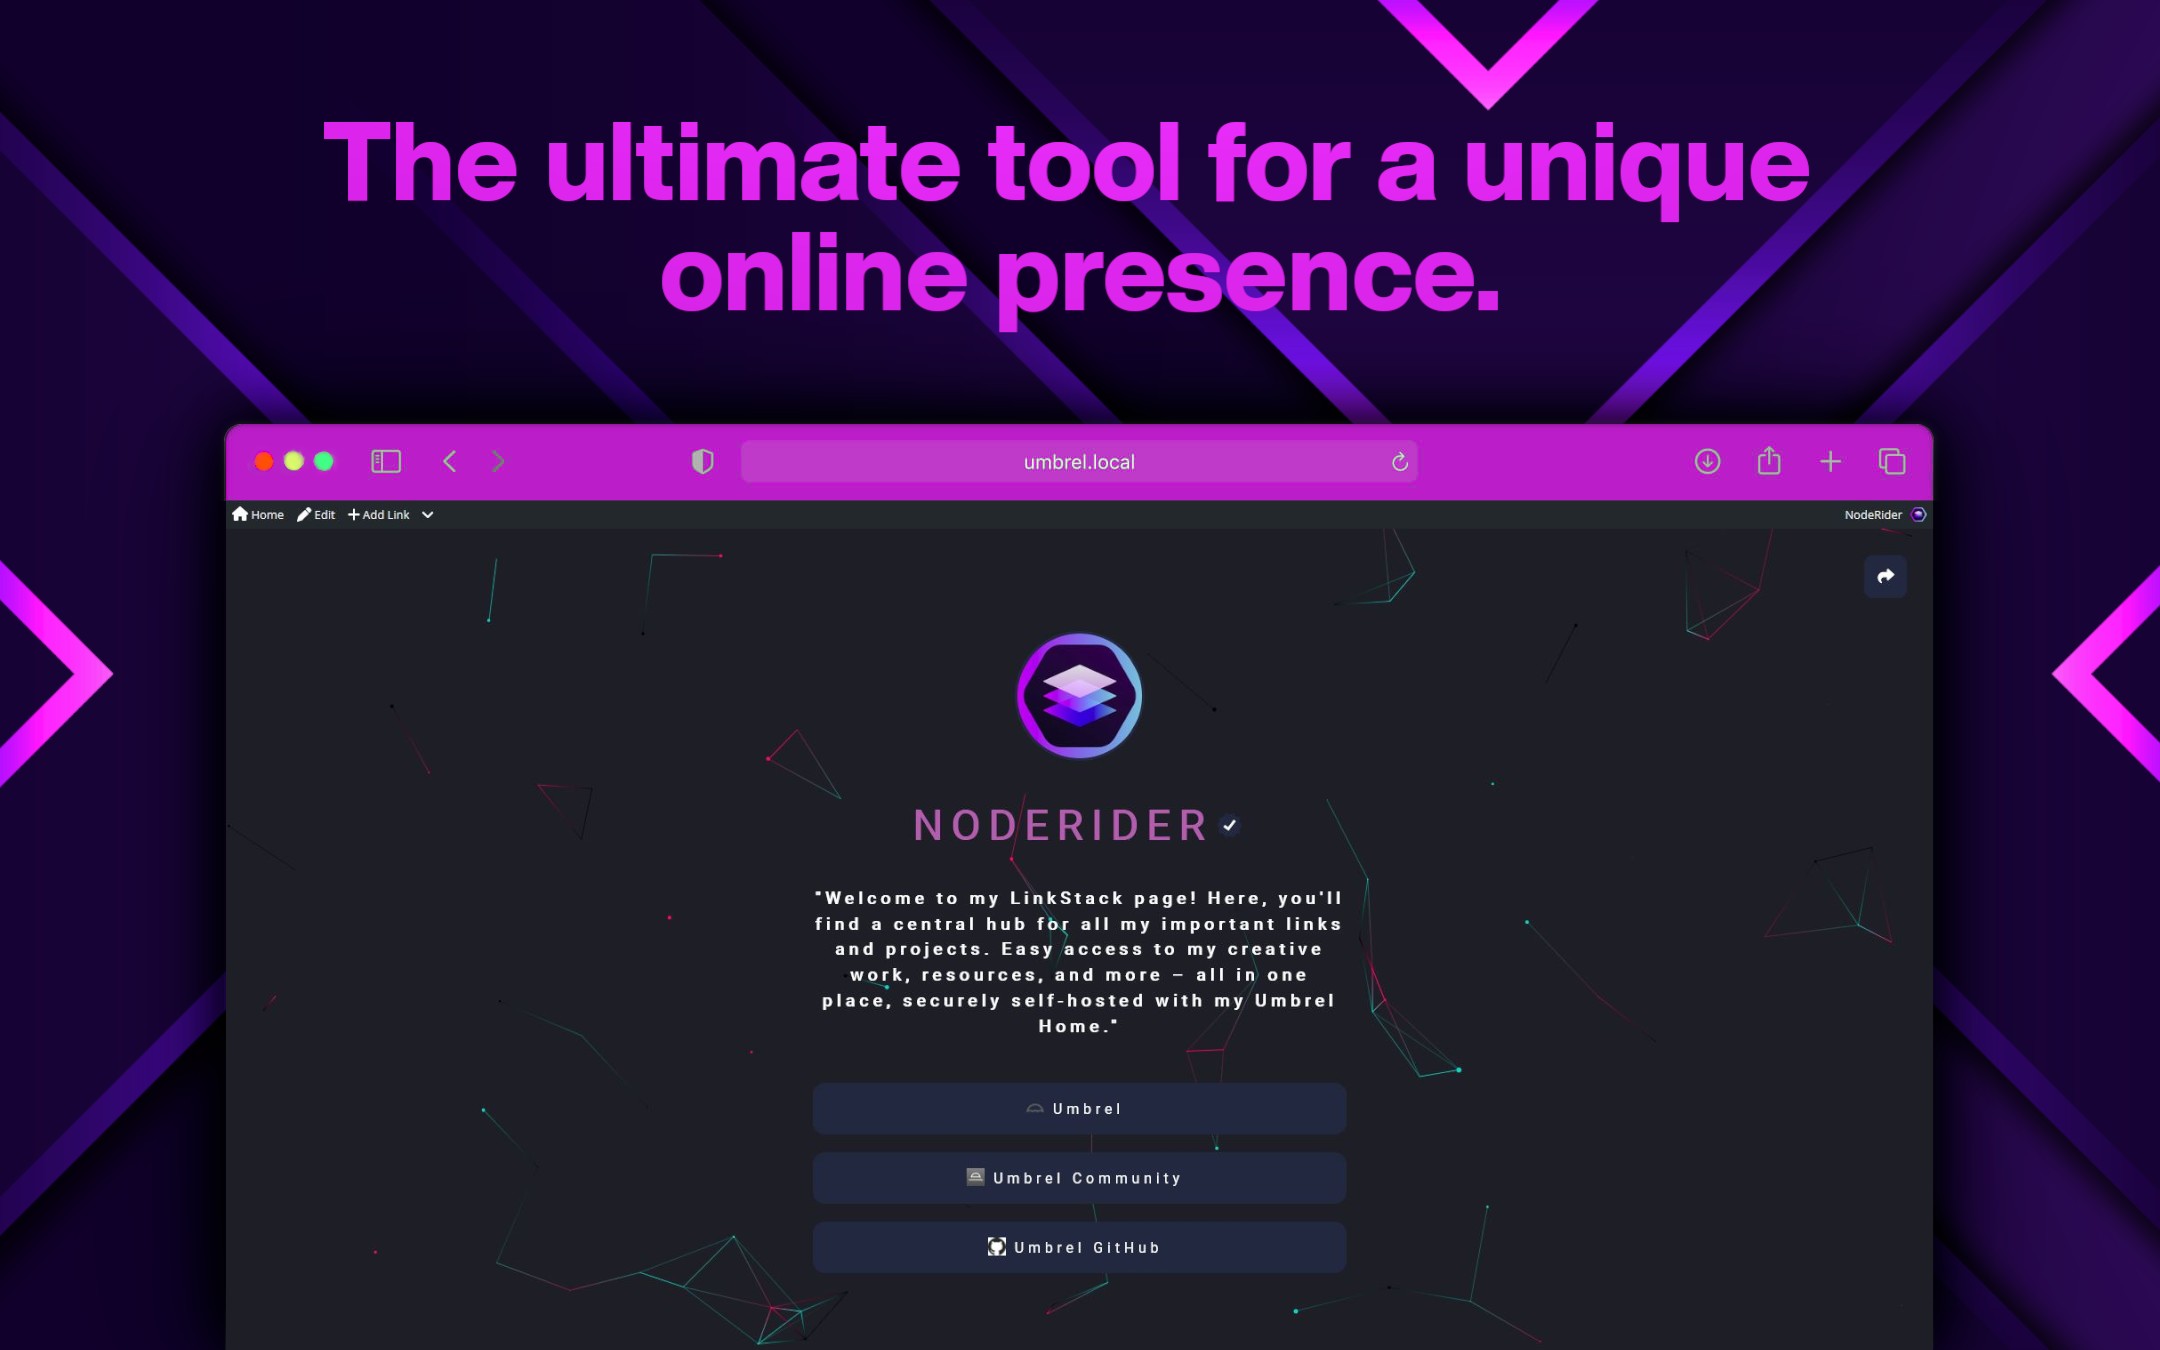 The ultimate tool for a unique
online presence.
umbrel.local
Home Edit Add Link NodeRider
NODERIDER
"Welcome to my LinkStack page! Here, you'll
find a central hub for all my important links
and projects. Easy access to my creative
work, resources, and more – all in one
place, securely self-hosted with my Umbrel
Home."
Umbrel
Umbrel Community
Umbrel GitHub